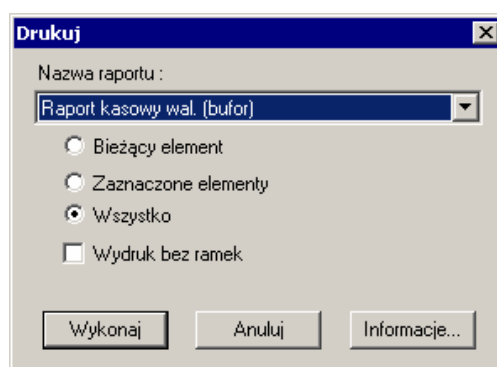 Drukuj
Nazwa raportu :
Raport kasowy wal. (bufor)
Bieżący element
Zaznaczone elementy
Wszystko
Wydruk bez ramek
Wykonaj Anuluj Informacje...